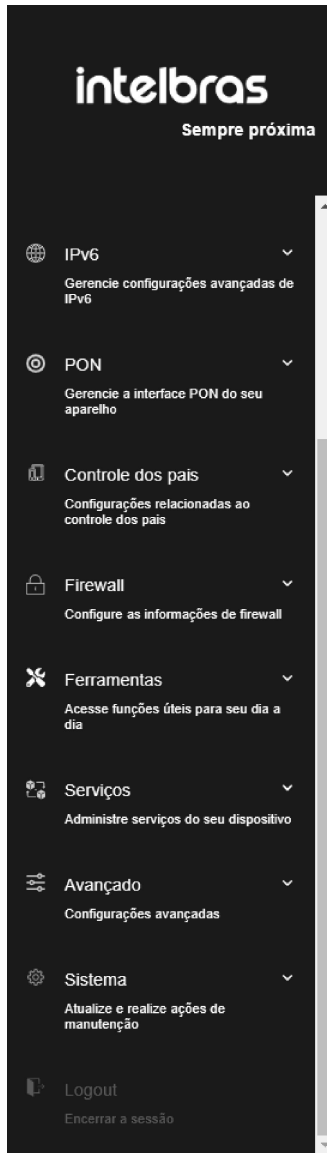 intelbras
Sempre próxima
IPv6
Gerencie configurações avançadas de
IPv6
PON
Gerencie a interface PON do seu
aparelho
Controle dos pais
Configurações relacionadas ao
controle dos pais
Firewall
Configure as informações de firewall
Ferramentas
Acesse funções úteis para seu dia a
dia
Serviços
Administre serviços do seu dispositivo
Avançado
Configurações avançadas
Sistema
Atualize e realize ações de
manutenção
Logout
Encerrar a sessão